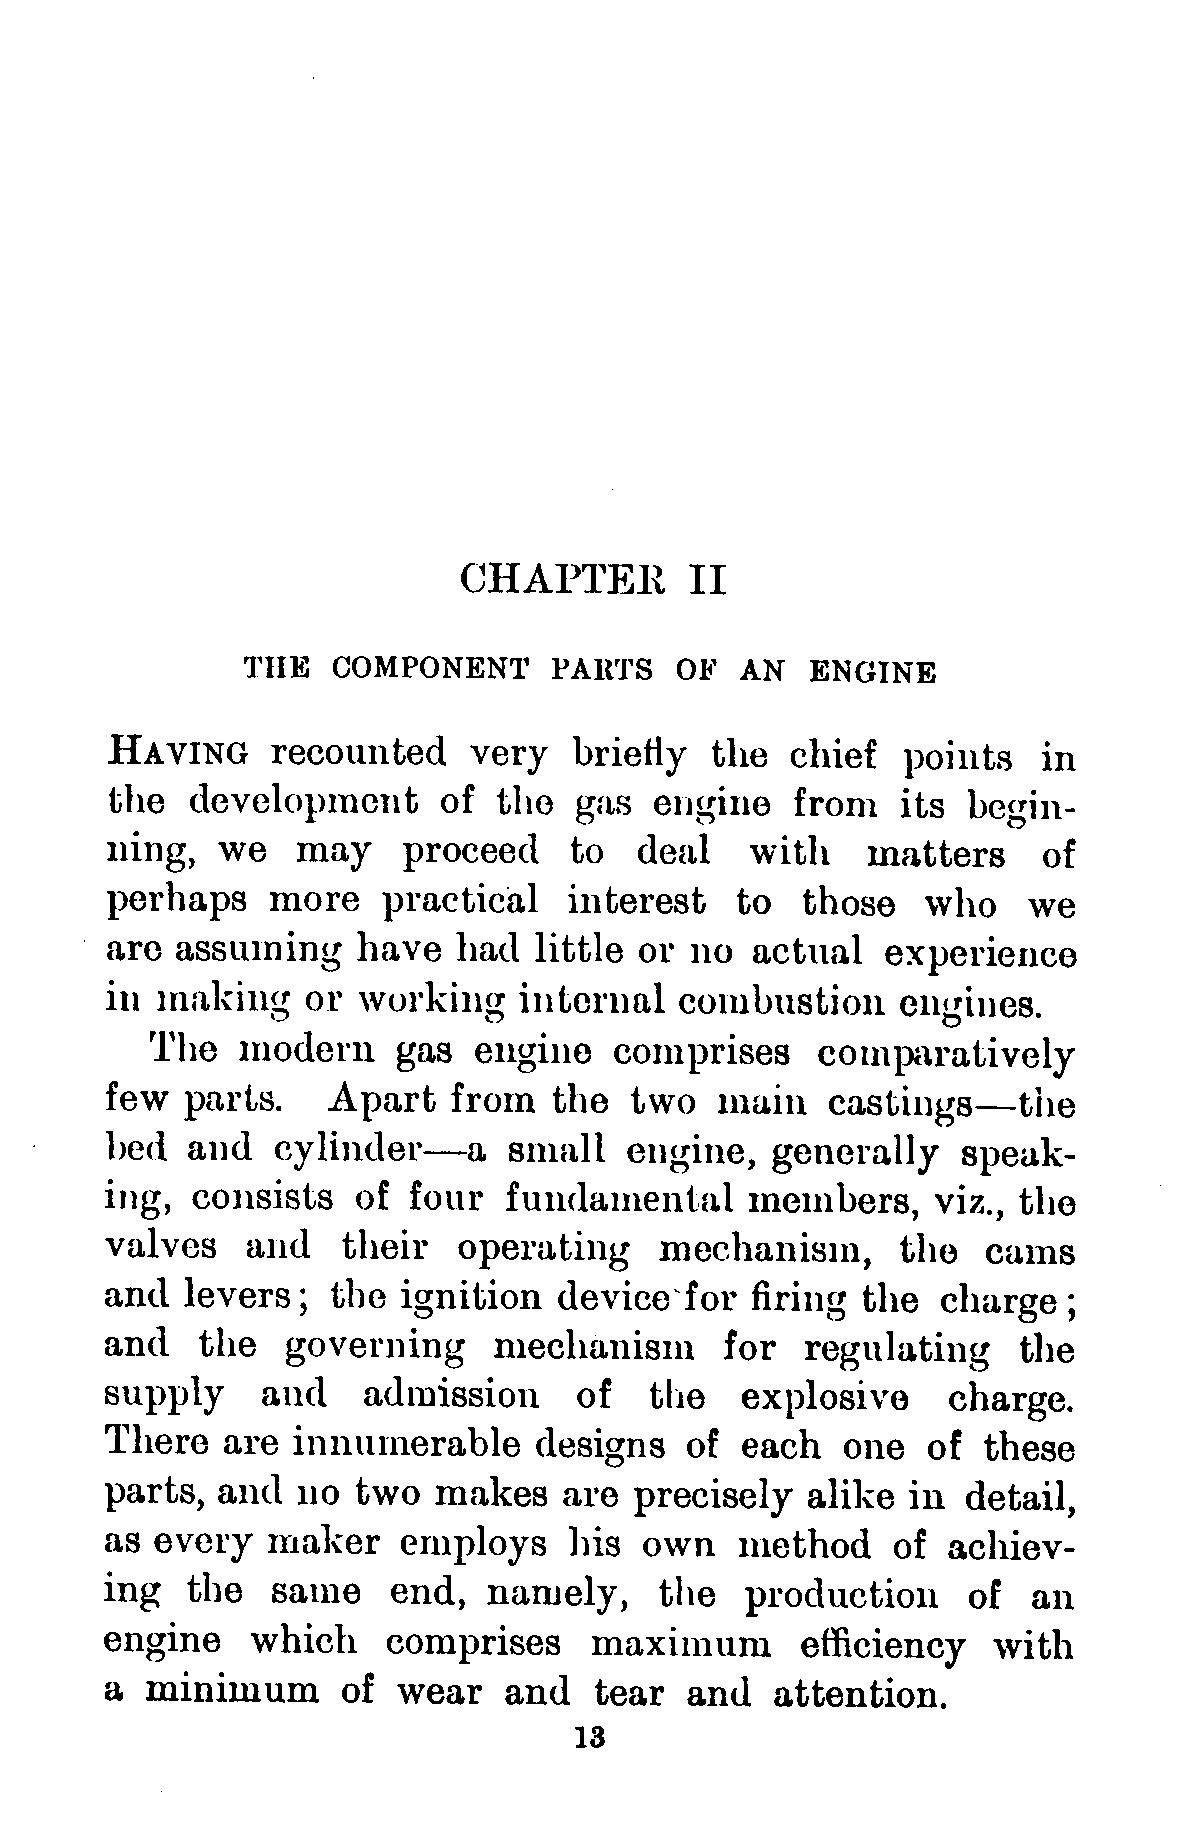 CHAPTER II
THE COMPONENT PARTS OF AN ENGINE
HAVING recounted very briefly the chief points in
the development of the gas engine from its begin-
ning, we may proceed to deal with matters of
perhaps more practical interest to those who we
are assuming have had little or no actual experience
in making or working internal combustion engines.
The modern gas engine comprises comparatively
few parts. Apart from the two main castings—the
bed and cylinder—a small engine, generally speak-
ing, consists of four fundamental members, viz., the
valves and their operating mechanism, the cams
and levers; the ignition device for firing the charge;
and the governing mechanism for regulating the
supply and admission of the explosive charge.
There are innumerable designs of each one of these
parts, and no two makes are precisely alike in detail,
as every maker employs his own method of achiev-
ing the same end, namely, the production of an
engine which comprises maximum efficiency with
a minimum of wear and tear and attention.
13